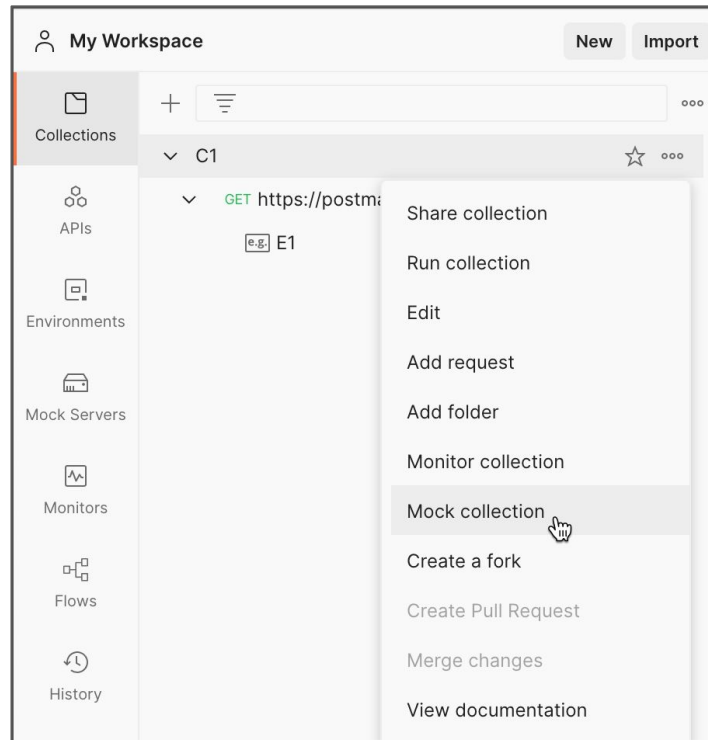 My Workspace
New
Import
Collections
APIs
Environments
Mock Servers
Monitors
Flows
History
C1
GET https://postma
e.g. E1
Share collection
Run collection
Edit
Add request
Add folder
Monitor collection
Mock collection
Create a fork
Create Pull Request
Merge changes
View documentation